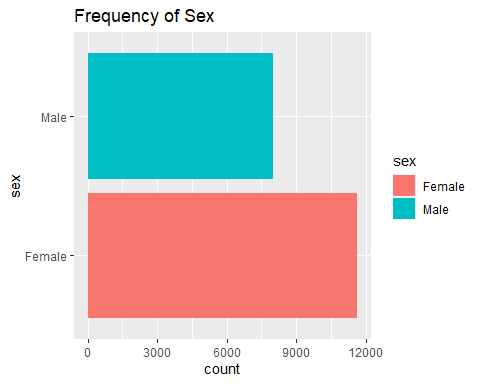 Frequency of Sex
Male
Female
sex
0 3000 6000 9000 12000
count
sex
Female
Male